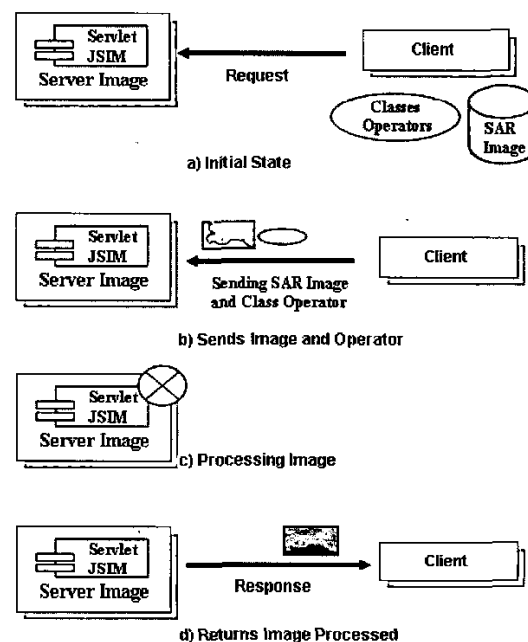 Servlet
JSIM
Server Image
Request
Client
Classes
Operators
SAR
Image
a) Initial State
Servlet
JSIM
Server Image
Sending SAR Image
and Class Operator
Client
b) Sends Image and Operator
Servlet
JSIM
Server Image
c) Processing Image
Servlet
JSIM
Server Image
Response
Client
d) Returns Image Processed